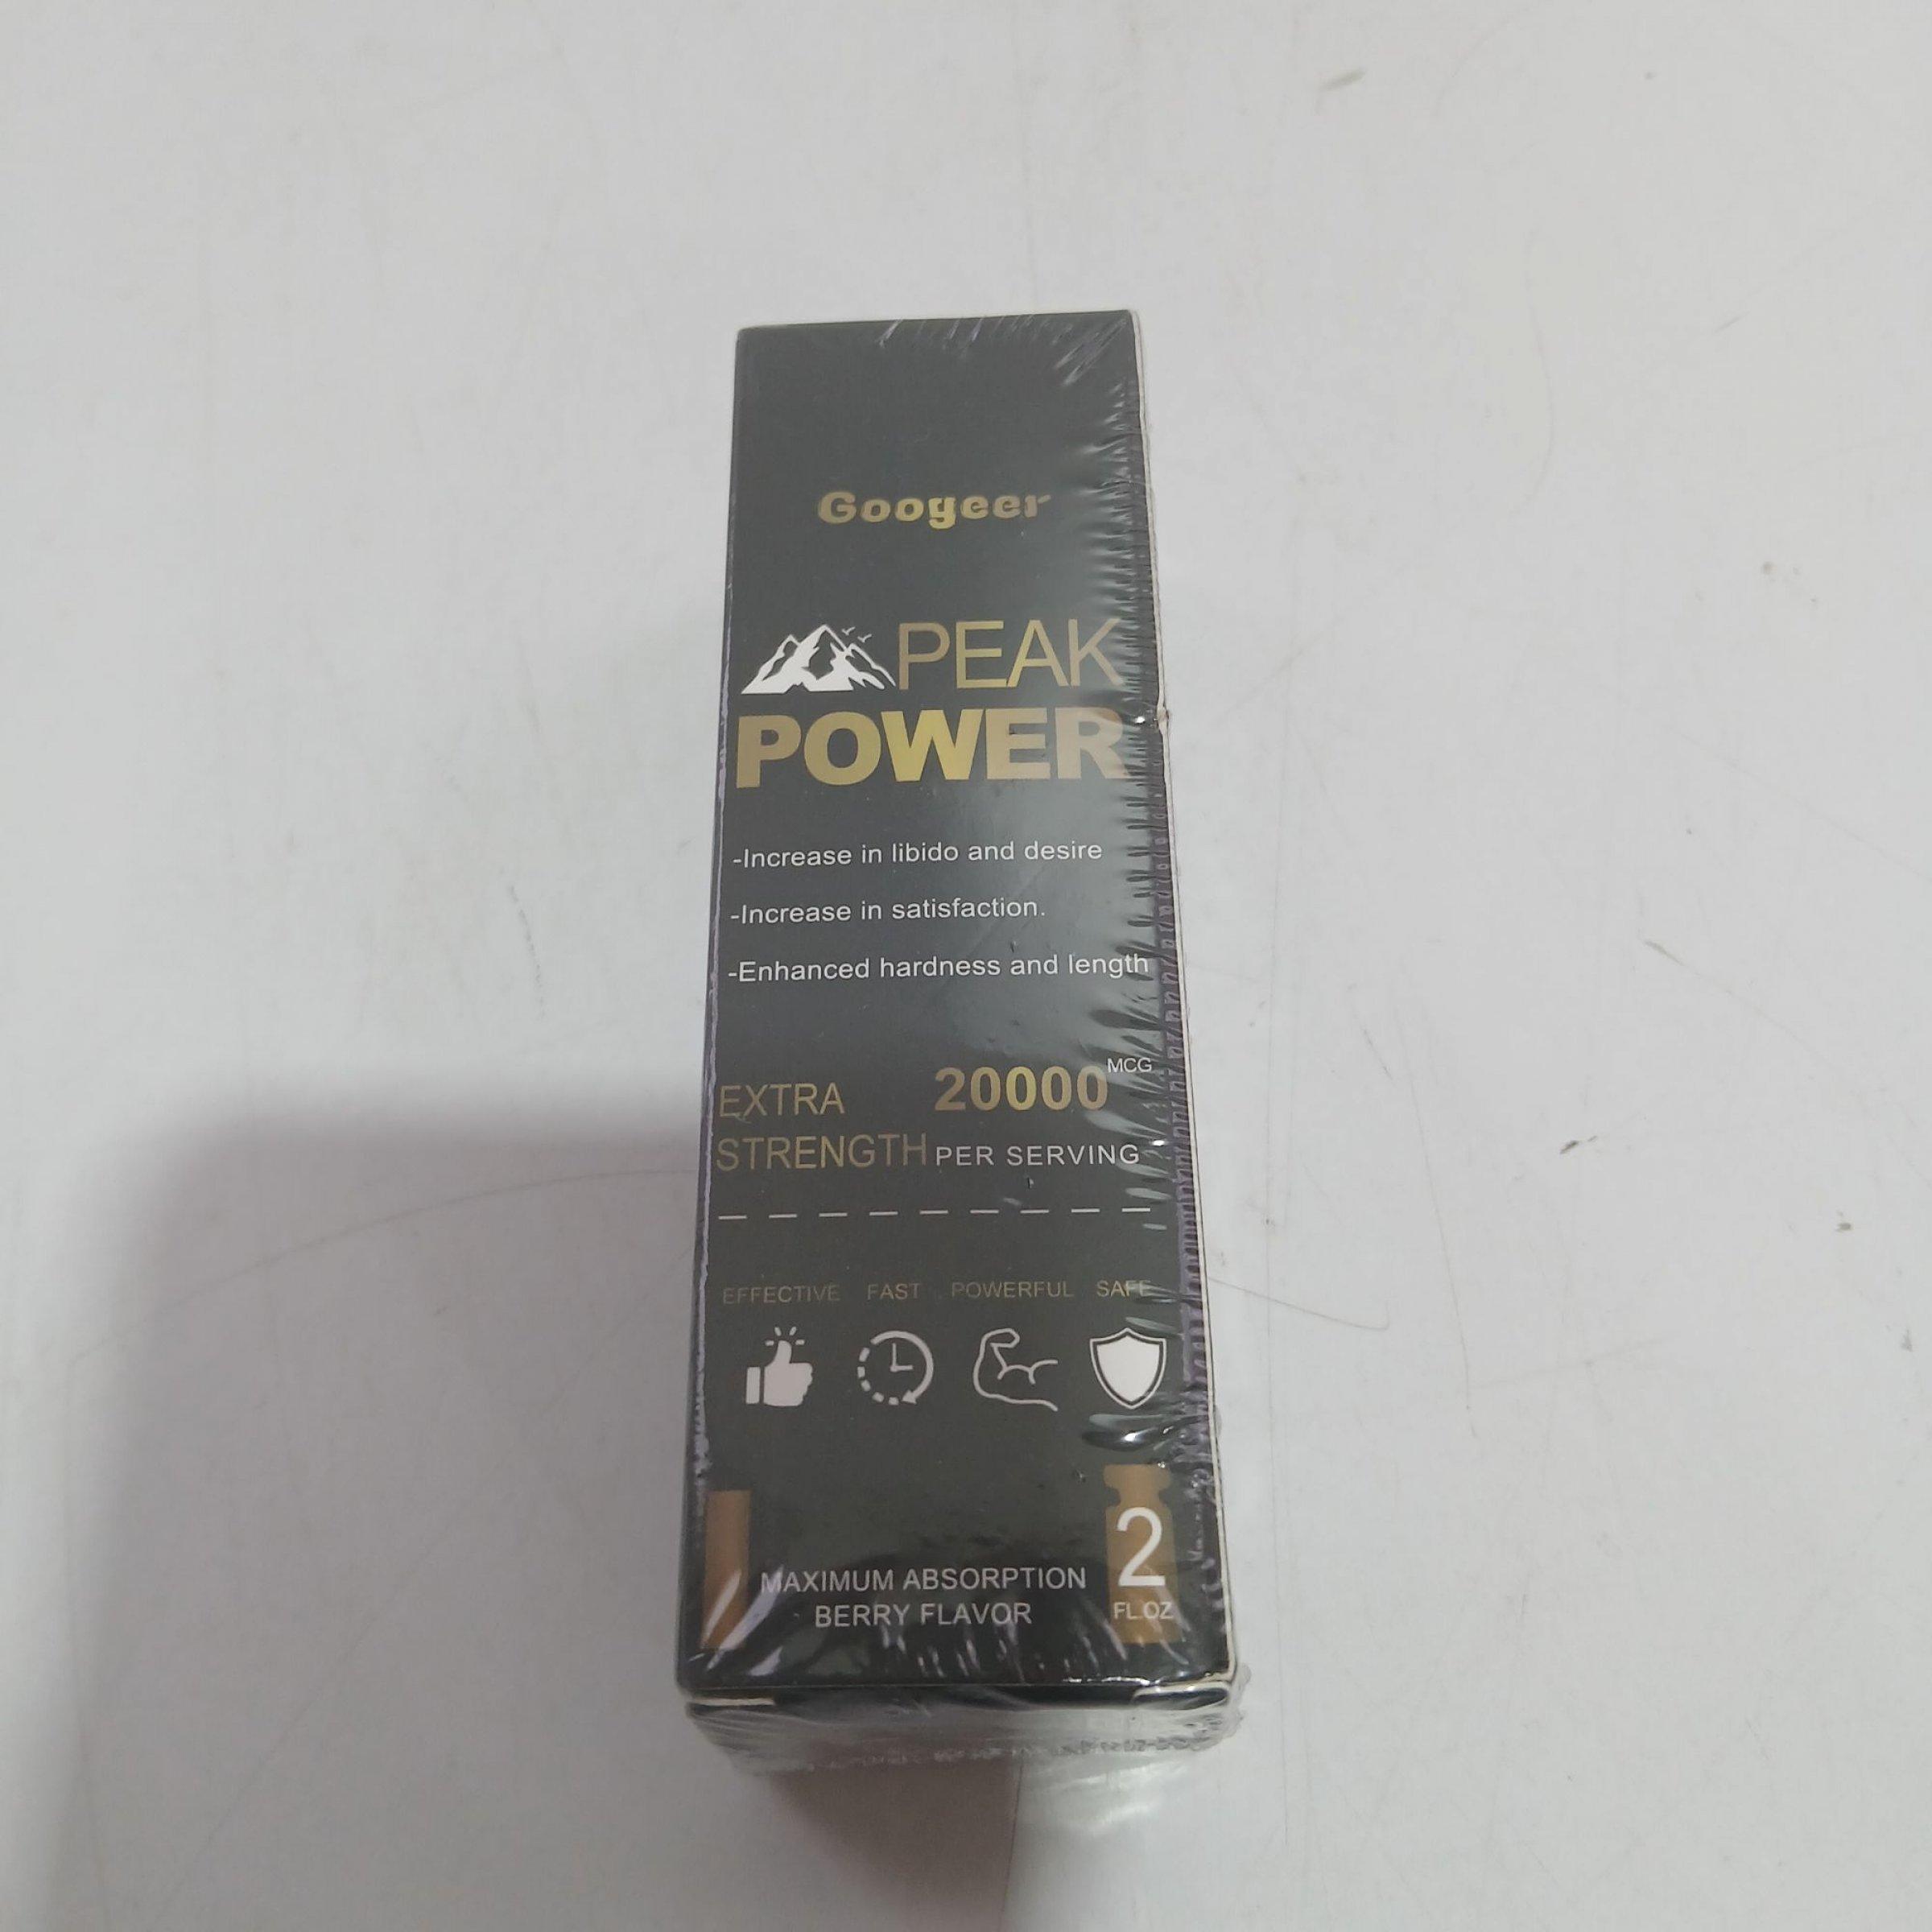 Googeer
PEAK
POWER
-Increase in libido and desire
-Increase in satisfaction.
-Enhanced hardness and length
EXTRA
STRENGTH
20000 MCG
PER SERVING
EFFECTIVE FAST POWERFUL SAFE
MAXIMUM ABSORPTION
BERRY FLAVOR
2
FL.OZ